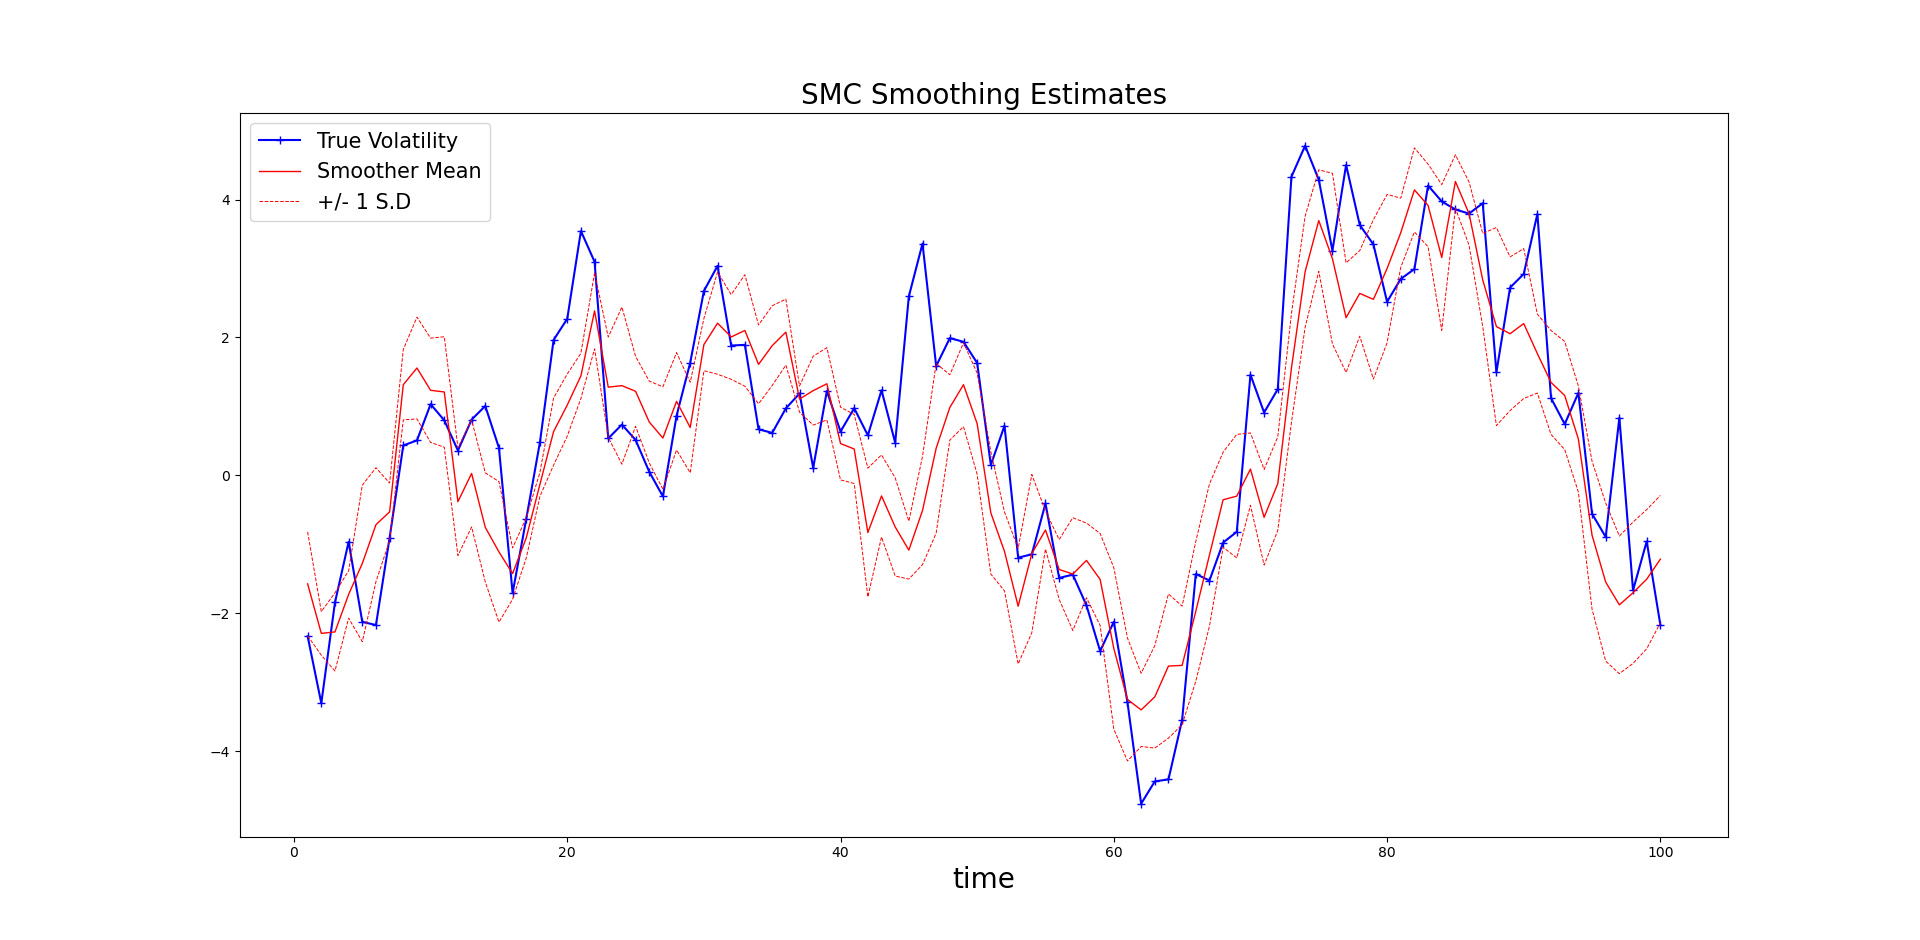 SMC Smoothing Estimates
True Volatility
Smoother Mean
+/- 1 S.D
4
2
0
−2
−4
0 20 40 60 80 100
time